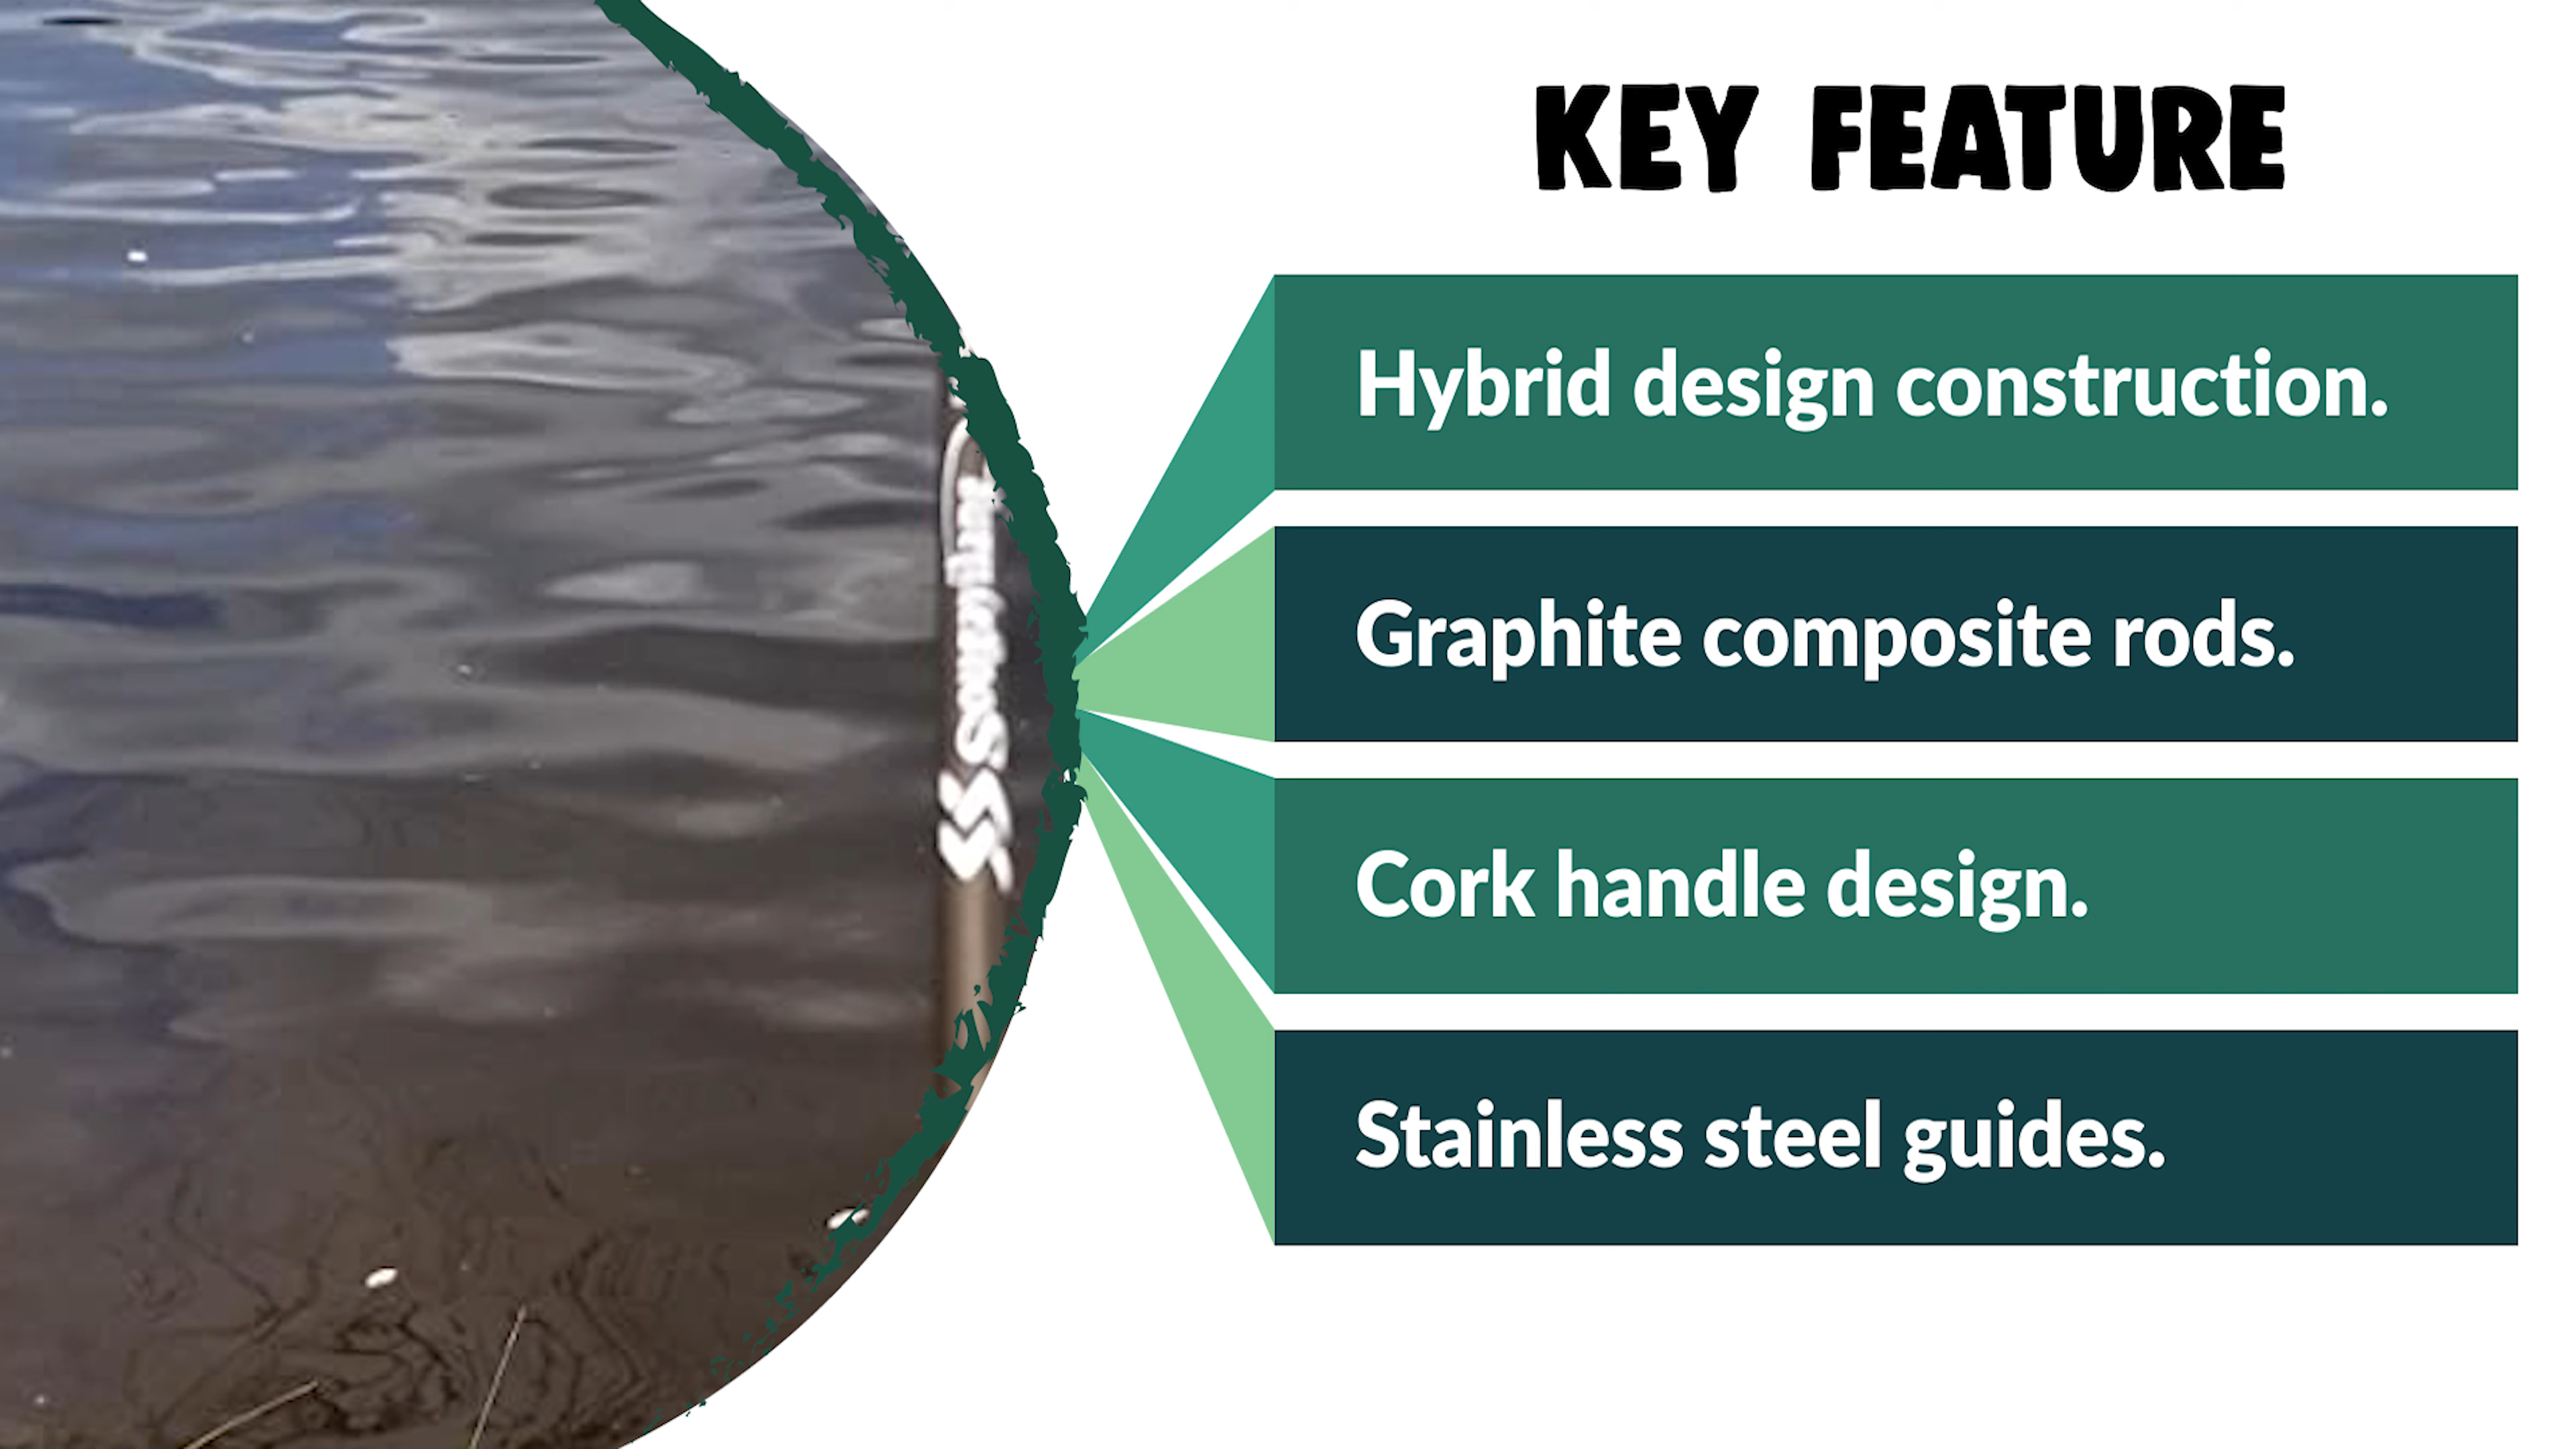 KEY FEATURE
Hybrid design construction.
Graphite composite rods.
Cork handle design.
Stainless steel guides.